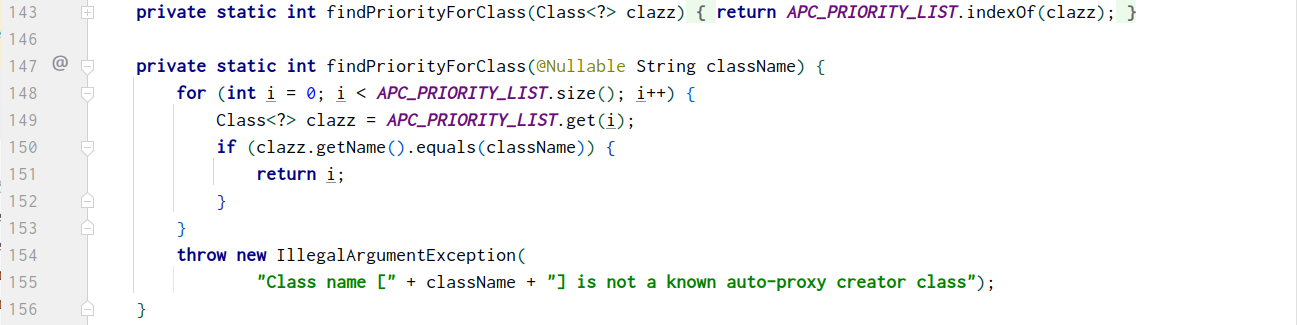 143 private static int findPriorityForClass(Class<?> clazz) { return APC_PRIORITY_LIST.indexOf(clazz); }
146
147 @ private static int findPriorityForClass(@Nullable String className) {
148 for (int i = 0; i < APC_PRIORITY_LIST.size(); i++) {
149 Class<?> clazz = APC_PRIORITY_LIST.get(i);
150 if (clazz.getName().equals(className)) {
151 return i;
152 }
153 }
154 throw new IllegalArgumentException(
155 "Class name [" + className + "] is not a known auto-proxy creator class");
156 }